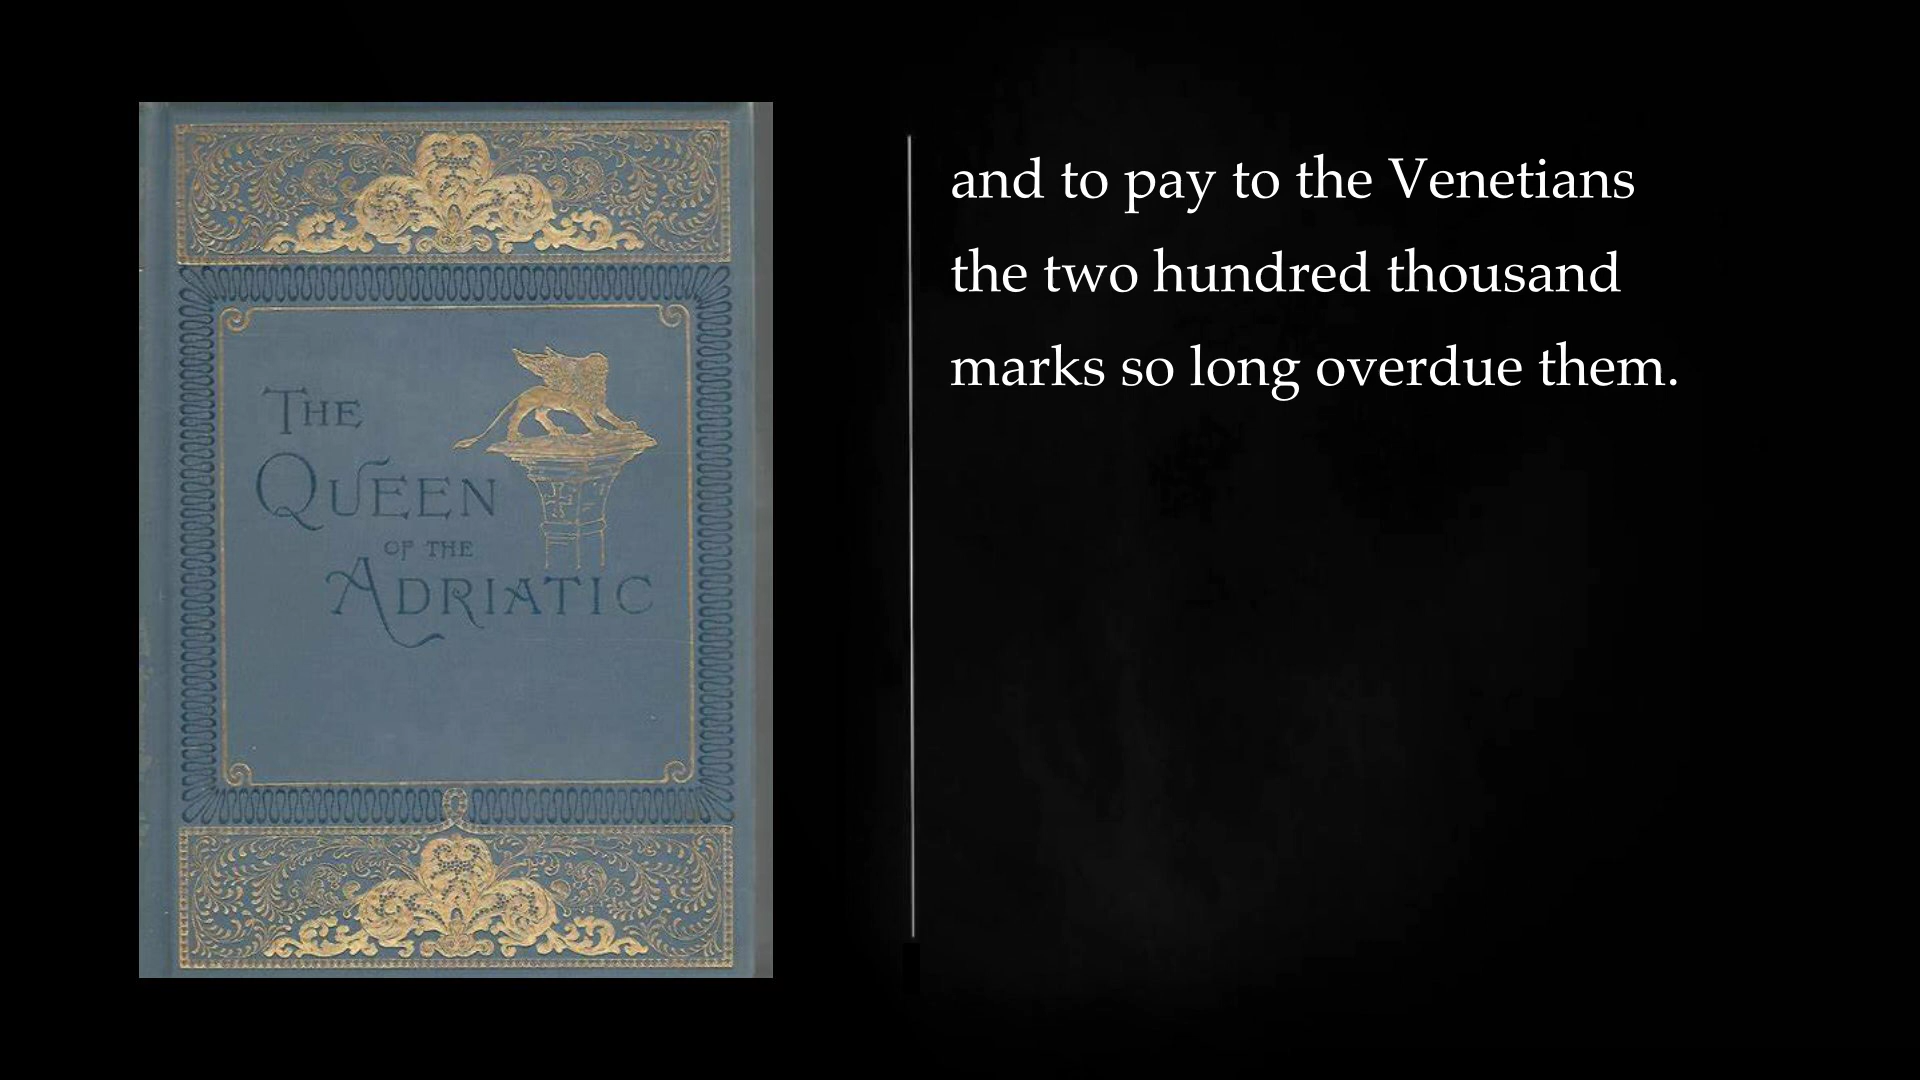 THE
QUEEN
OF THE
ADRIATIC
and to pay to the Venetians
the two hundred thousand
marks so long overdue them.